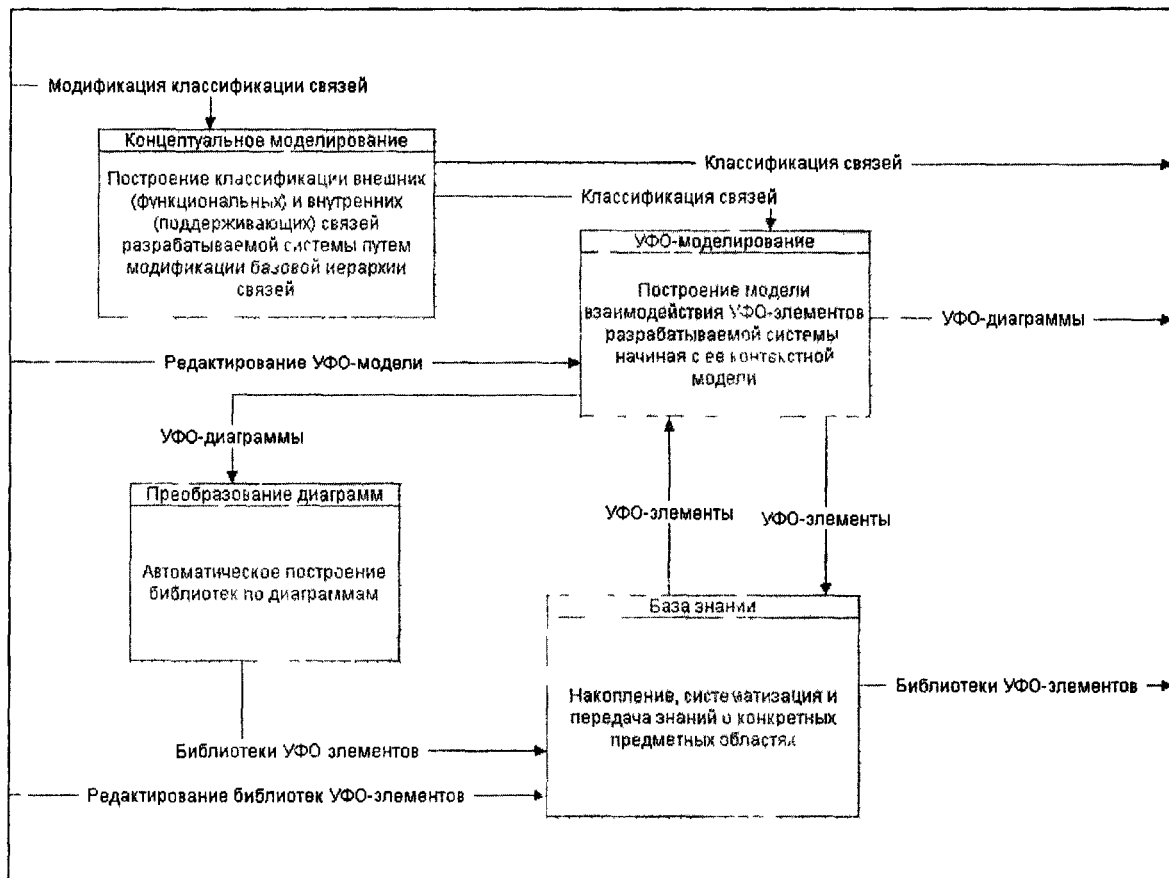 Модификация классификации связей
Концептуальное моделирование
Построение классификации внешних
(функциональных) и внутренних
(поддерживающих) связей
разрабатываемой системы путем
модификации базовой иерархии
связей
Классификация связей
Классификация связей
УФО-моделирование
Построение модели
взаимодействия УФО-элементов
разрабатываемой системы
начиная с ее контекстной
модели
УФО-диаграммы
Редактирование УФО-модели
УФО-диаграммы
Преобразование диаграмм
Автоматическое построение
библиотек по диаграммам
УФО-элементы
УФО-элементы
База знании
Накопление, систематизация и
передача знаний о конкретных
предметных областях
Библиотеки УФО-элементов
Библиотеки УФО элементов
Редактирование библиотек УФО-элементов